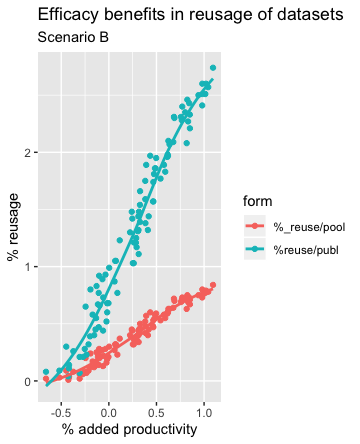 Efficacy benefits in reusage of datasets
Scenario B
% reusage
2
1
0
-0.5 0.0 0.5 1.0
% added productivity
form
%_reuse/pool
%reuse/publ